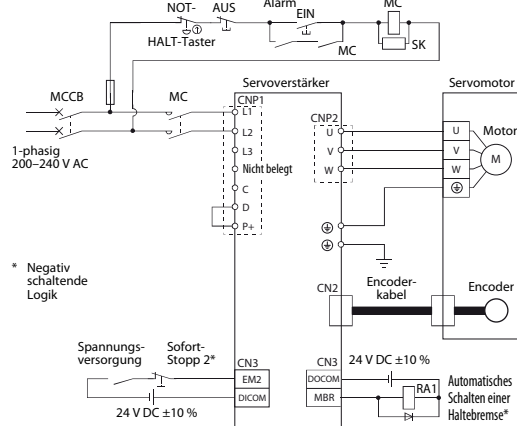 NOT-
HALT-Taster
①
AUS
Alarm
EIN
MC
MC
SK
MCCB
MC
1-phasig
200–240 V AC
Servoverstärker
CNP1
L1
L2
L3
Nicht belegt
C
D
P+
CNP2
U
V
W
Servomotor
U
V
W
Motor
M
* Negativ
schaltende
Logik
CN2
Encoder-
kabel
Encoder
Spannungs-
versorgung
Sofort-
Stopp 2*
24 V DC ±10 %
CN3
EM2
DICOM
CN3
DOCOM
MBR
24 V DC ±10 %
RA1
Automatisches
Schalten einer
Haltebremse*